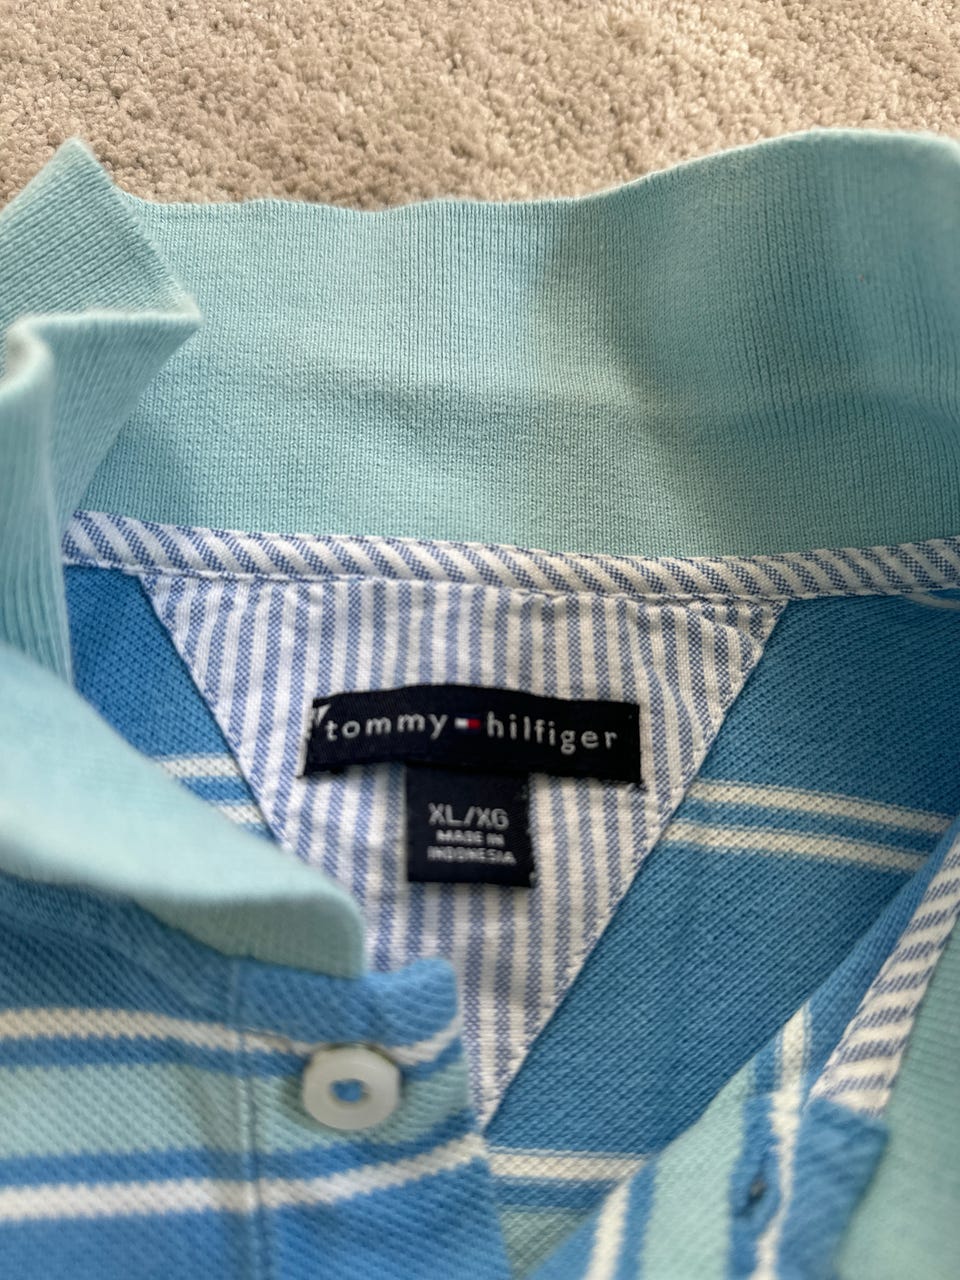 tommy hilfiger
XL/XG
MADE IN
INDONESIA